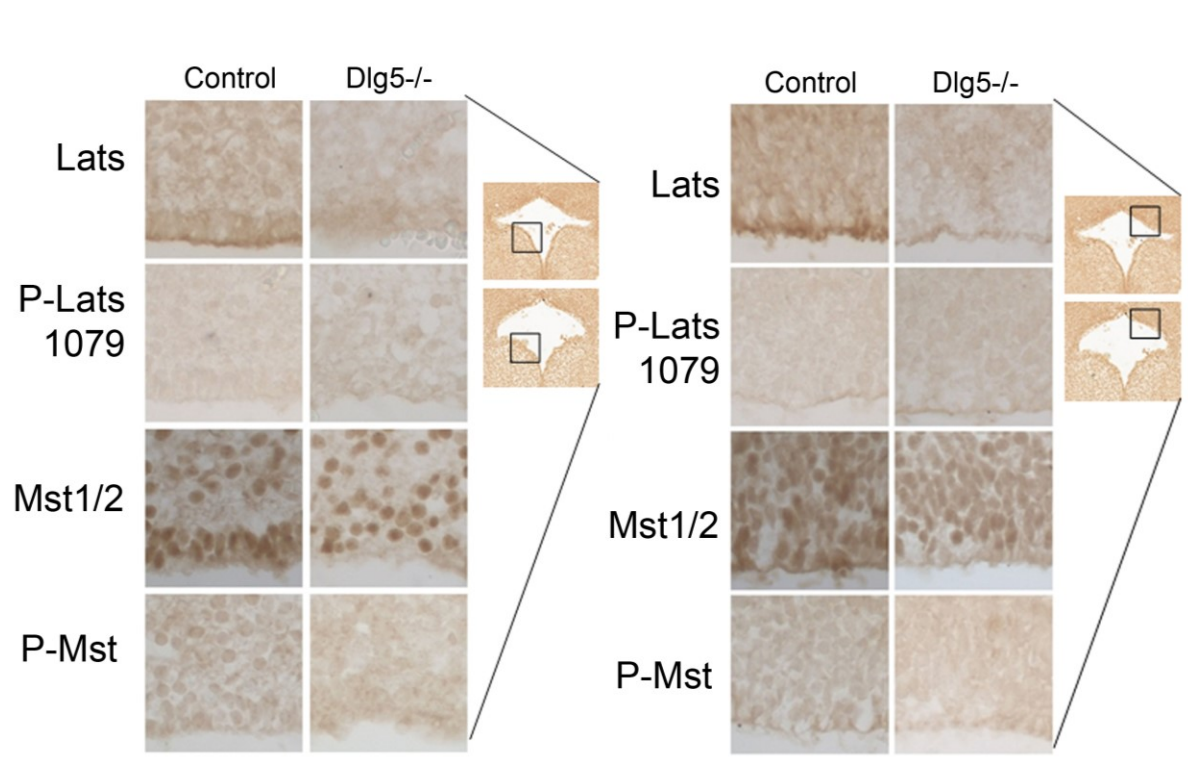 Control Dlg5-/-
Lats
P-Lats
1079
Mst1/2
P-Mst
Control Dlg5-/-
Lats
P-Lats
1079
Mst1/2
P-Mst